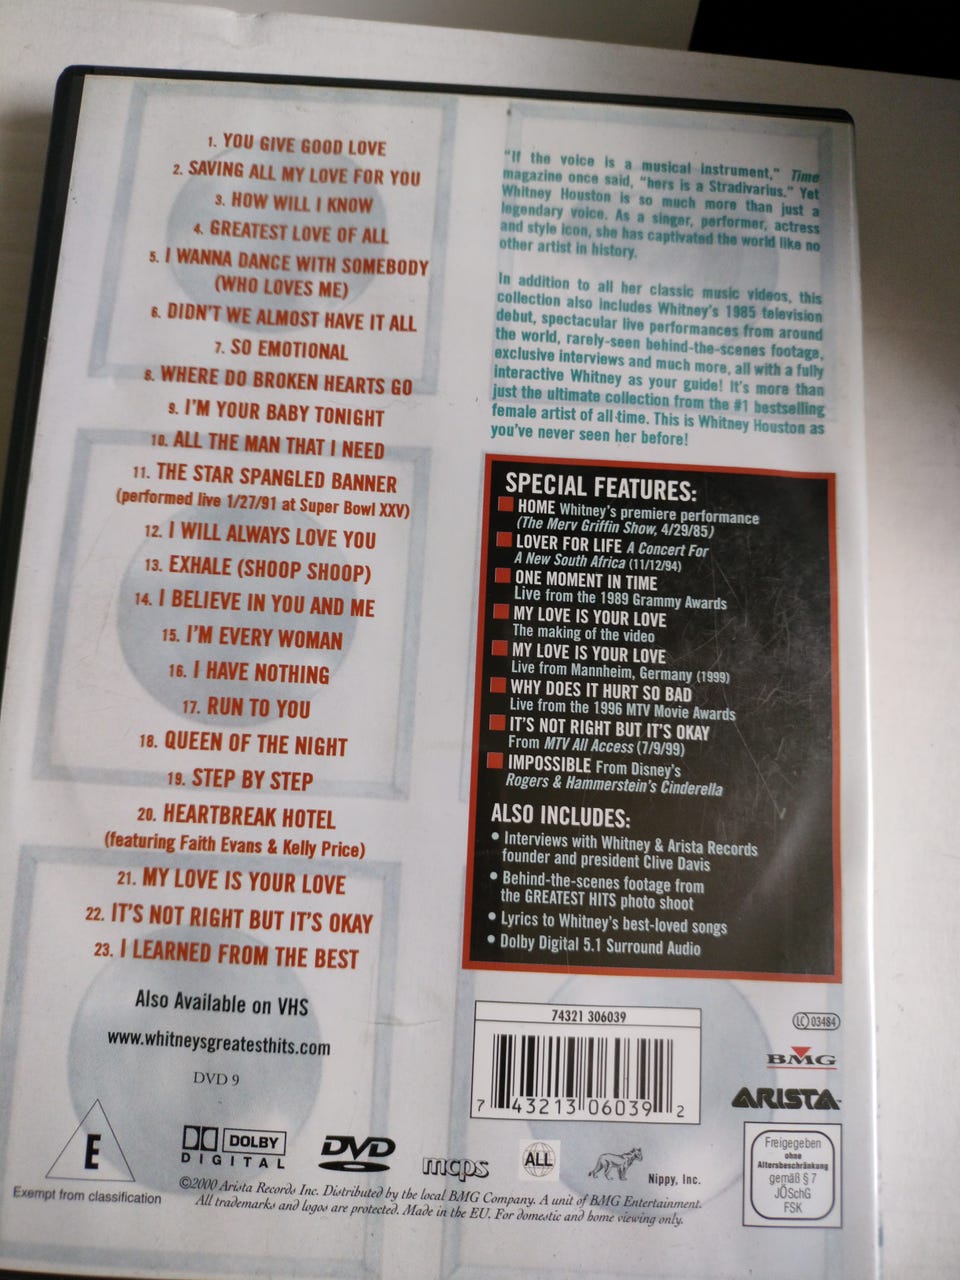 1. YOU GIVE GOOD LOVE
2. SAVING ALL MY LOVE FOR YOU
3. HOW WILL I KNOW
4. GREATEST LOVE OF ALL
5. I WANNA DANCE WITH SOMEBODY
(WHO LOVES ME)
6. DIDN'T WE ALMOST HAVE IT ALL
7. SO EMOTIONAL
8. WHERE DO BROKEN HEARTS GO
9. I'M YOUR BABY TONIGHT
10. ALL THE MAN THAT I NEED
11. THE STAR SPANGLED BANNER
(performed live 1/27/91 at Super Bowl XXV)
12. I WILL ALWAYS LOVE YOU
13. EXHALE (SHOOP SHOOP)
14. I BELIEVE IN YOU AND ME
15. I'M EVERY WOMAN
16. I HAVE NOTHING
17. RUN TO YOU
18. QUEEN OF THE NIGHT
19. STEP BY STEP
20. HEARTBREAK HOTEL
(featuring Faith Evans & Kelly Price)
21. MY LOVE IS YOUR LOVE
22. IT'S NOT RIGHT BUT IT'S OKAY
23. I LEARNED FROM THE BEST
Also Available on VHS
www.whitneysgreatesthits.com
DVD 9
"If the voice is a musical instrument," Time
magazine once said, "hers is a Stradivarius." Yet
Whitney Houston is so much more than just a
legendary voice. As a singer, performer, actress
and style icon, she has captivated the world like no
other artist in history.
In addition to all her classic music videos, this
collection also includes Whitney's 1985 television
debut, spectacular live performances from around
the world, rarely-seen behind-the-scenes footage,
exclusive interviews and much more, all with a fully
interactive Whitney as your guide! It's more than
just the ultimate collection from the #1 bestselling
female artist of all-time. This is Whitney Houston as
you've never seen her before!
SPECIAL FEATURES:
HOME Whitney's premiere performance
(The Merv Griffin Show, 4/29/85)
LOVER FOR LIFE A Concert For
A New South Africa (11/12/94)
ONE MOMENT IN TIME
Live from the 1989 Grammy Awards
MY LOVE IS YOUR LOVE
The making of the video
MY LOVE IS YOUR LOVE
Live from Mannheim, Germany (1999)
WHY DOES IT HURT SO BAD
Live from the 1996 MTV Movie Awards
IT'S NOT RIGHT BUT IT'S OKAY
From MTV All Access (7/9/99)
IMPOSSIBLE From Disney's
Rogers & Hammerstein's Cinderella
ALSO INCLUDES:
• Interviews with Whitney & Arista Records
founder and president Clive Davis
• Behind-the-scenes footage from
the GREATEST HITS photo shoot
• Lyrics to Whitney's best-loved songs
• Dolby Digital 5.1 Surround Audio
74321 306039
7 43213 06039 2
LC 03484
BMG
ARISTA
E
Exempt from classification
DOLBY
DIGITAL
DVD
mcps
ALL
Nippy, Inc.
Freigegeben
ohne
Altersbeschränkung
gemäß § 7
JÖSchG
FSK
©2000 Arista Records Inc. Distributed by the local BMG Company. A unit of BMG Entertainment.
All trademarks and logos are protected. Made in the EU. For domestic and home viewing only.